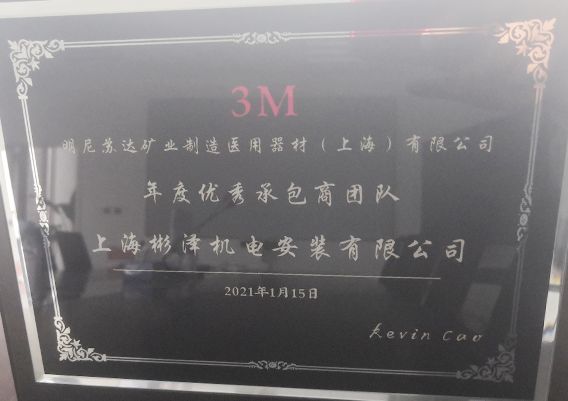 3M
明尼苏达矿业制造医用器材（上海）有限公司
年度优秀承包商团队
上海彬泽机电安装有限公司
2021年1月15日
Kevin Cao